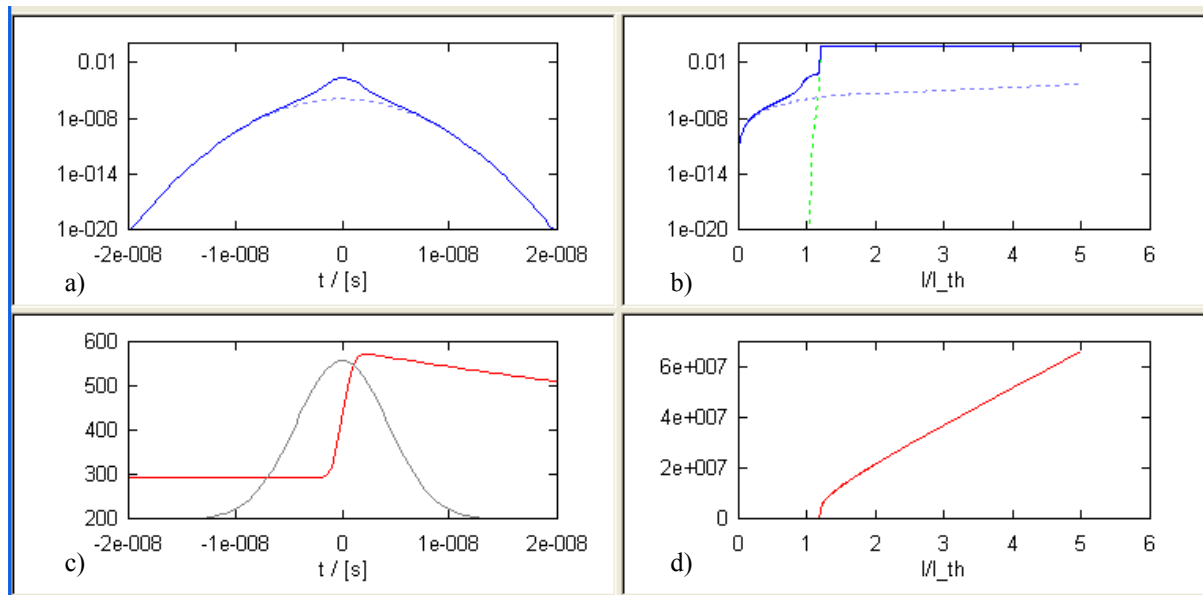 0.01
1e-008
1e-014
1e-020
-2e-008 -1e-008 0 1e-008 2e-008
a) t / [s]
0.01
1e-008
1e-014
1e-020
0 1 2 3 4 5 6
b) I/I_th
600
500
400
300
200
-2e-008 -1e-008 0 1e-008 2e-008
c) t / [s]
6e+007
4e+007
2e+007
0
0 1 2 3 4 5 6
d) I/I_th